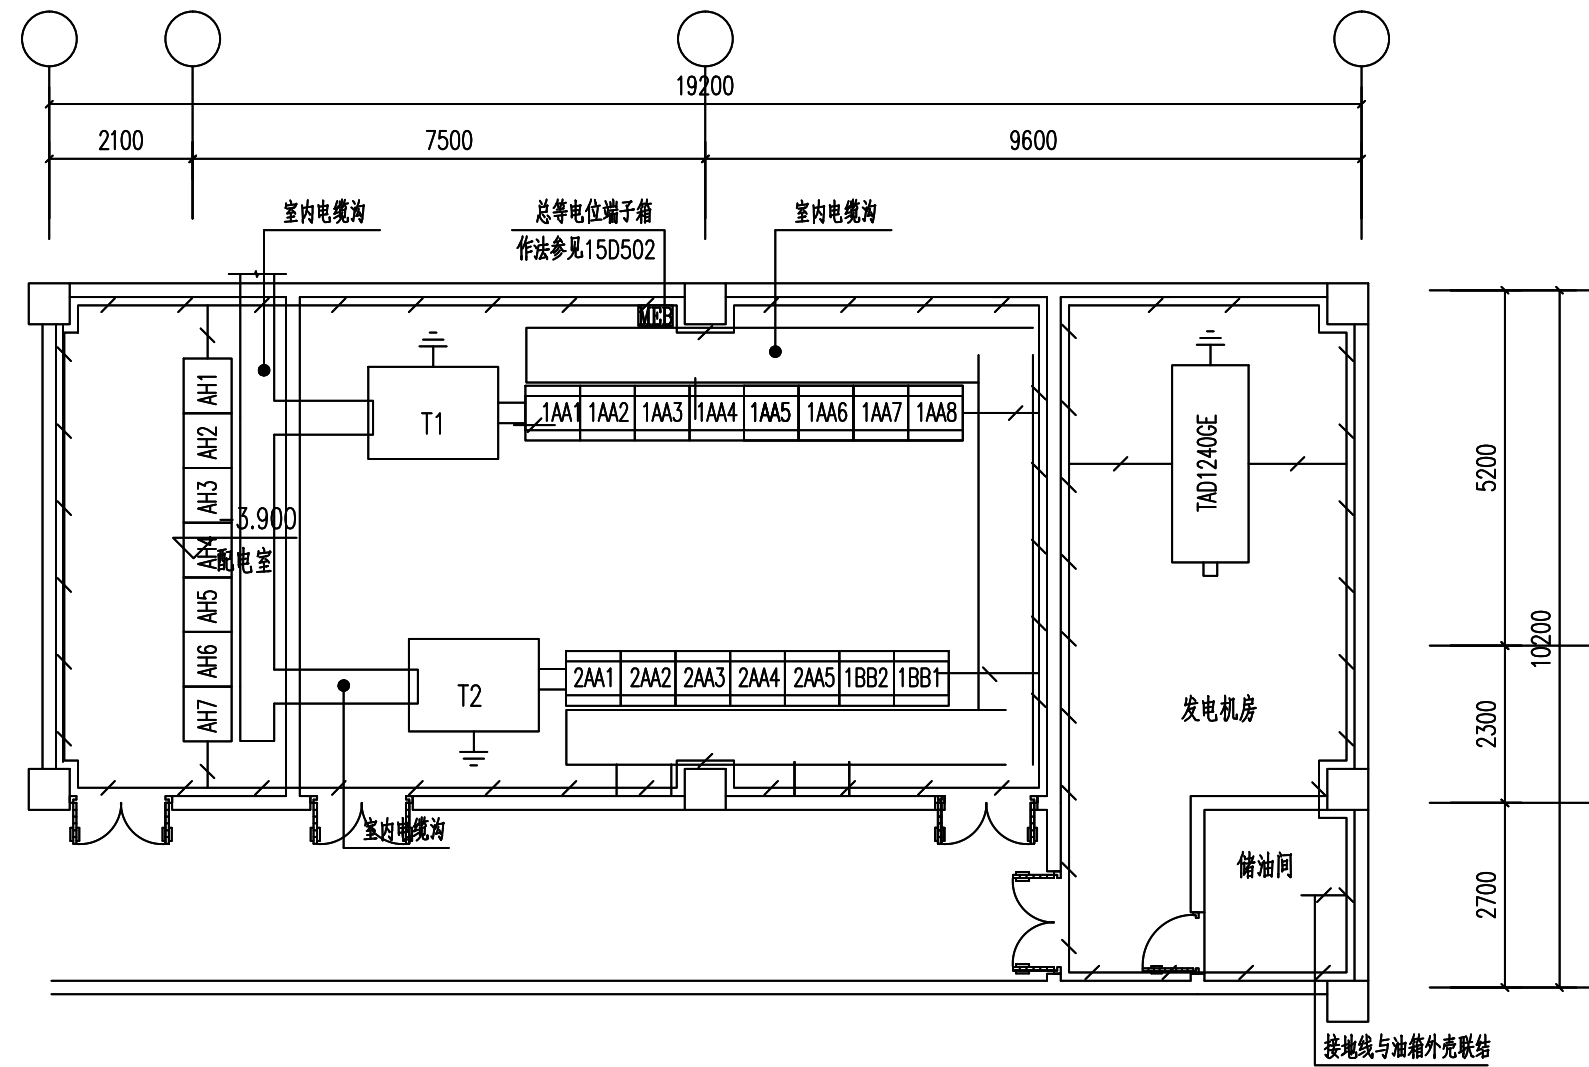 19200
2100
7500
9600
室内电缆沟
总等电位端子箱
作法参见15D502
室内电缆沟
MEB
AH1
AH2
AH3
AH4
AH5
AH6
AH7
-3.900
配电室
T1
1AA1 1AA2 1AA3 1AA4 1AA5 1AA6 1AA7 1AA8
TAD1240GE
T2
2AA1 2AA2 2AA3 2AA4 2AA5 1BB2 1BB1
发电机房
室内电缆沟
储油间
5200
10200
2300
2700
接地线与油箱外壳联结